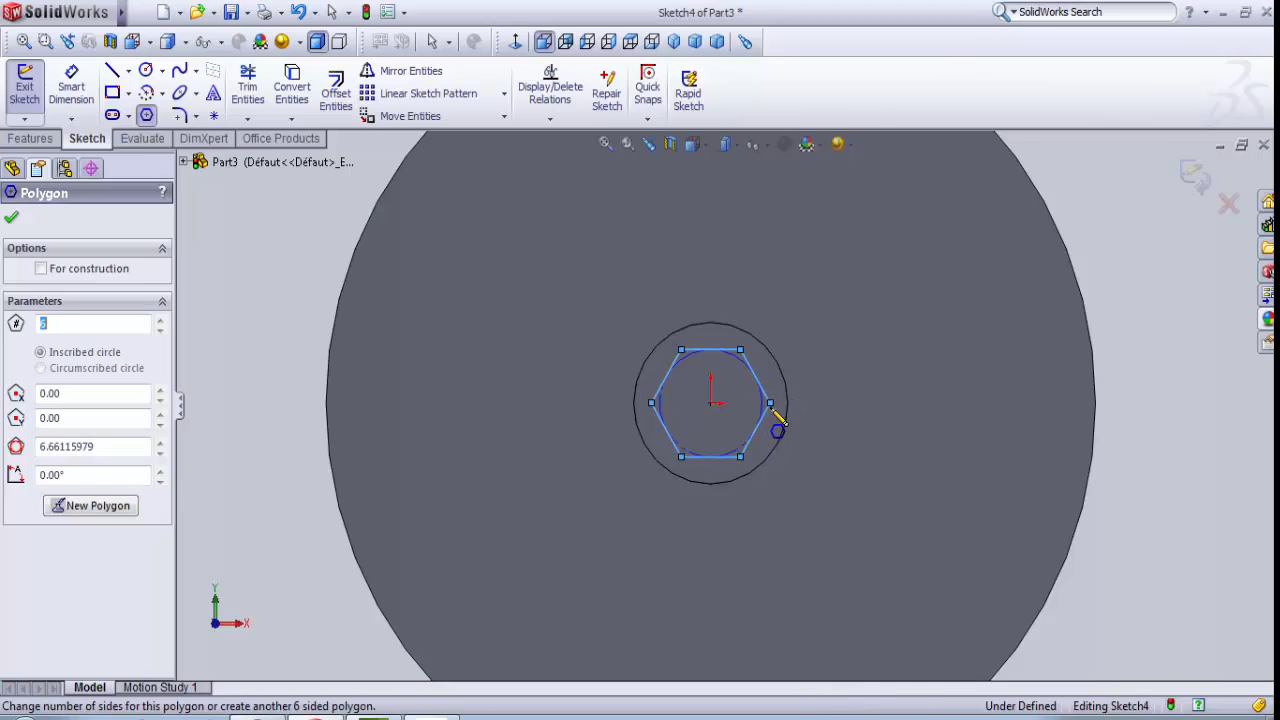 SW SOLIDWORKS
Sketch4 of Part3 *
SolidWorks Search
Exit Sketch
Smart Dimension
Trim Entities
Convert Entities
Offset Entities
Mirror Entities
Linear Sketch Pattern
Move Entities
Display/Delete Relations
Repair Sketch
Quick Snaps
Rapid Sketch
Features
Sketch
Evaluate
DimXpert
Office Products
Part3 (Défaut<<Défaut>_E...
Polygon
?
Options
For construction
Parameters
6
Inscribed circle
Circumscribed circle
0.00
0.00
6.66115979
0.00°
New Polygon
Y
X
Model
Motion Study 1
Change number of sides for this polygon or create another 6 sided polygon.
Under Defined
Editing Sketch4